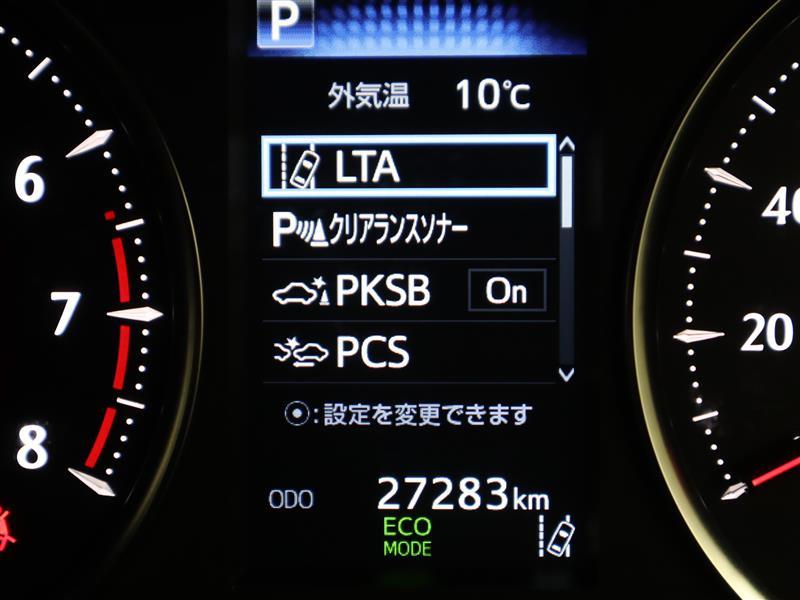 P
外気温 10℃
LTA
Pクリアランスソナー
PKSB On
PCS
⦿:設定を変更できます
ODO 27283km
ECO
MODE
6
7
8
40
20